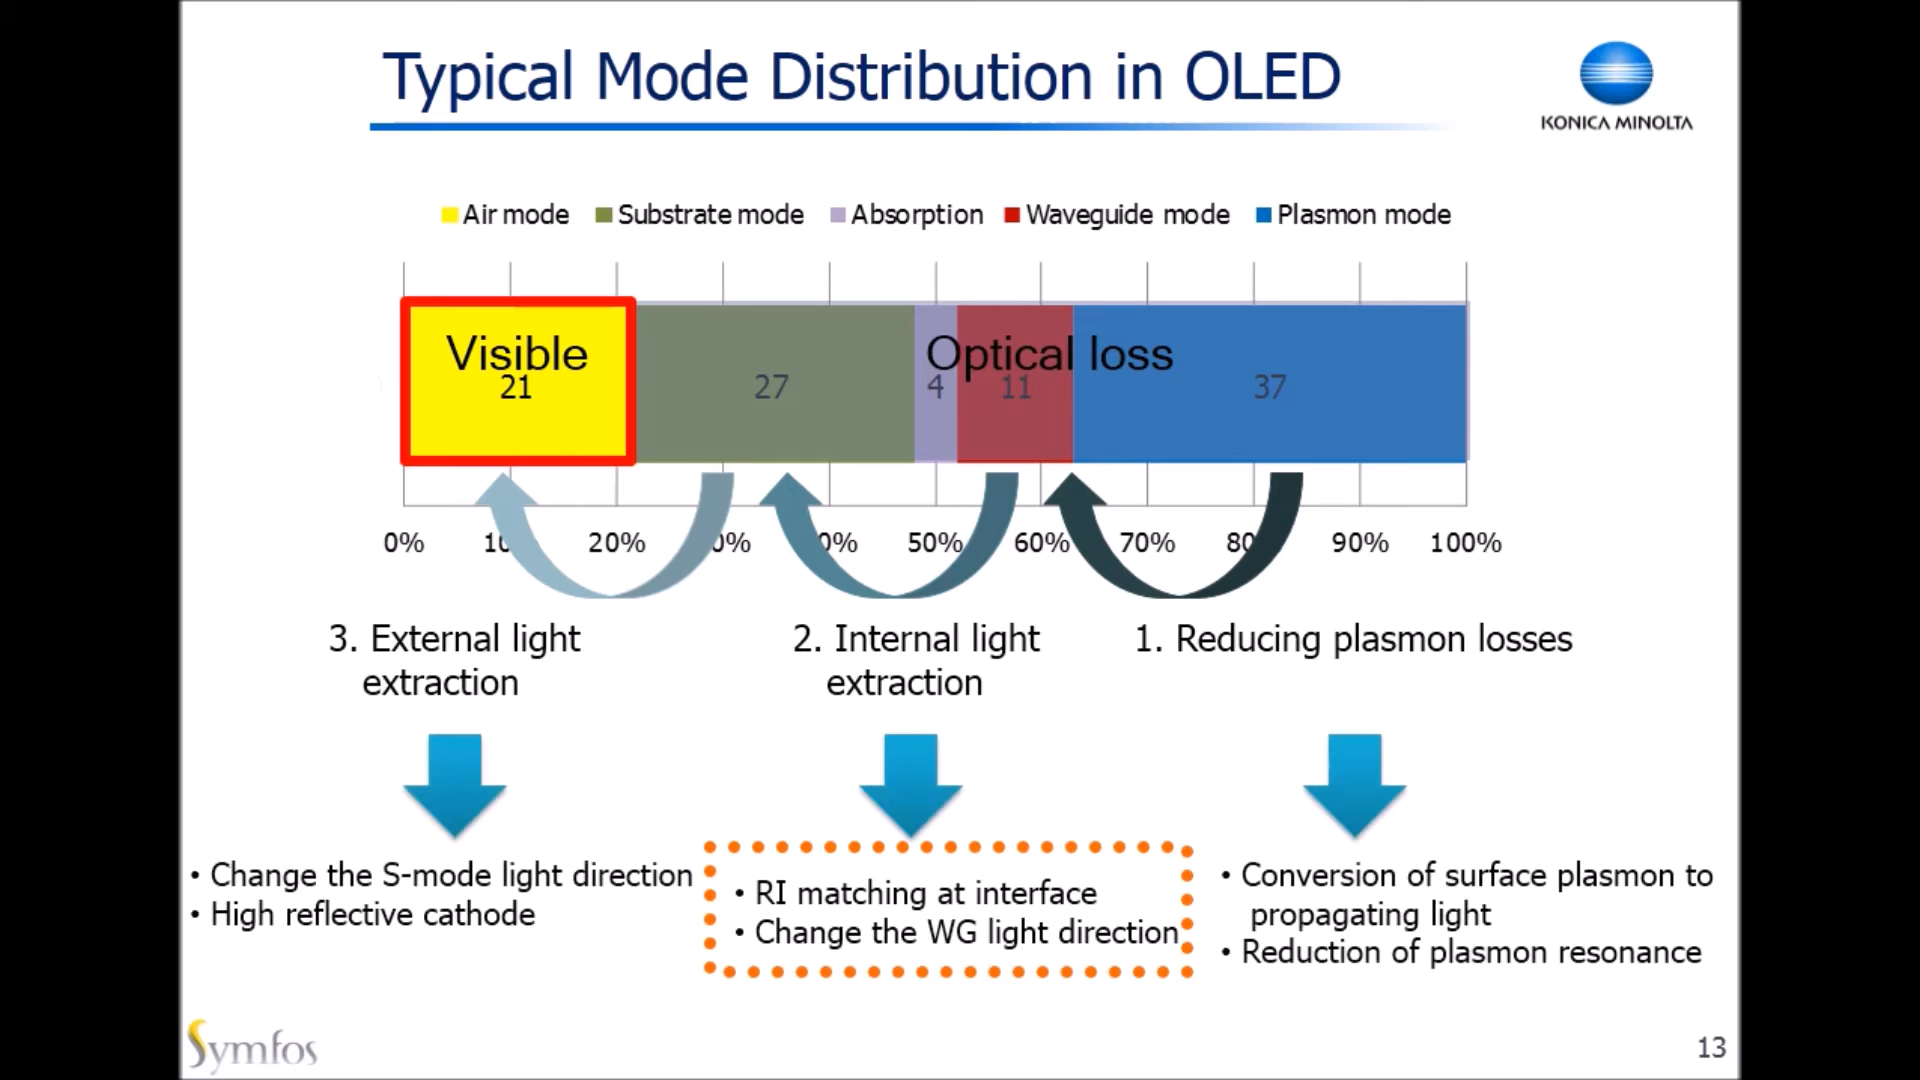 Typical Mode Distribution in OLED
KONICA MINOLTA
Air mode Substrate mode Absorption Waveguide mode Plasmon mode
Visible Optical loss
21 27 4 11 37
0% 20% 50% 60% 70% 90% 100%
3. External light
extraction
2. Internal light
extraction
1. Reducing plasmon losses
• Change the S-mode light direction
• High reflective cathode
• RI matching at interface
• Change the WG light direction
• Conversion of surface plasmon to
propagating light
• Reduction of plasmon resonance
Symfos
13